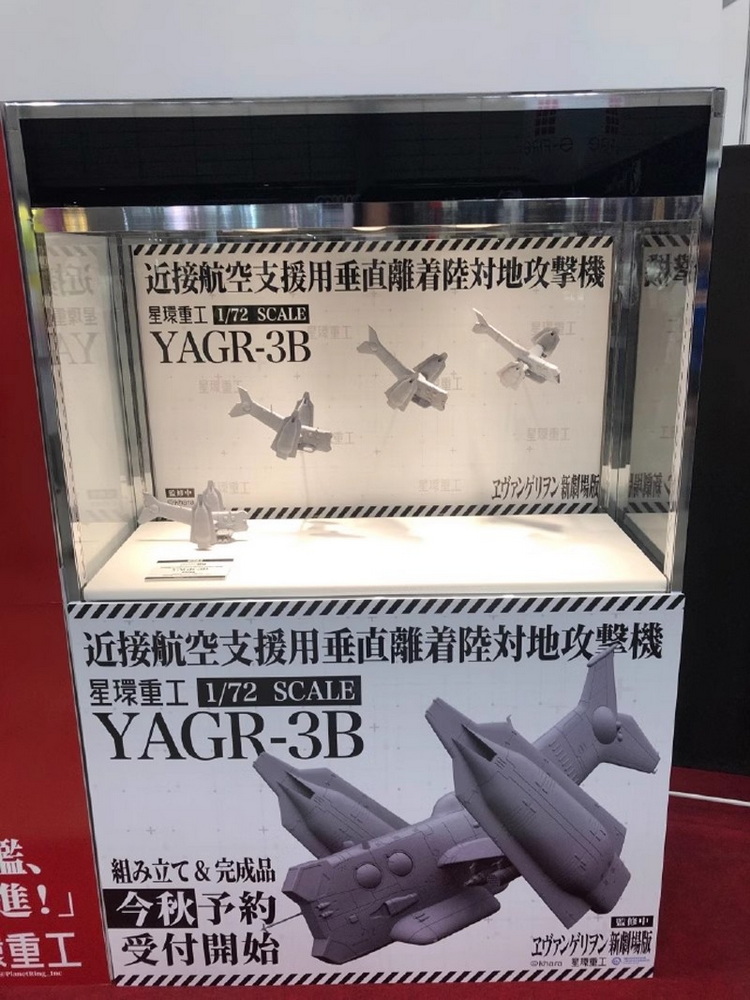 近接航空支援用垂直離着陸対地攻撃機
星環重工 1/72 SCALE
YAGR-3B
監修中
©khara
ヱヴァンゲリヲン新劇場版
近接航空支援用垂直離着陸対地攻撃機
星環重工 1/72 SCALE
YAGR-3B
組み立て&完成品
今秋予約
受付開始
監修中
ヱヴァンゲリヲン新劇場版
©khara 星環重工
艦、
進!」
環重工
@PlanetRing_Inc